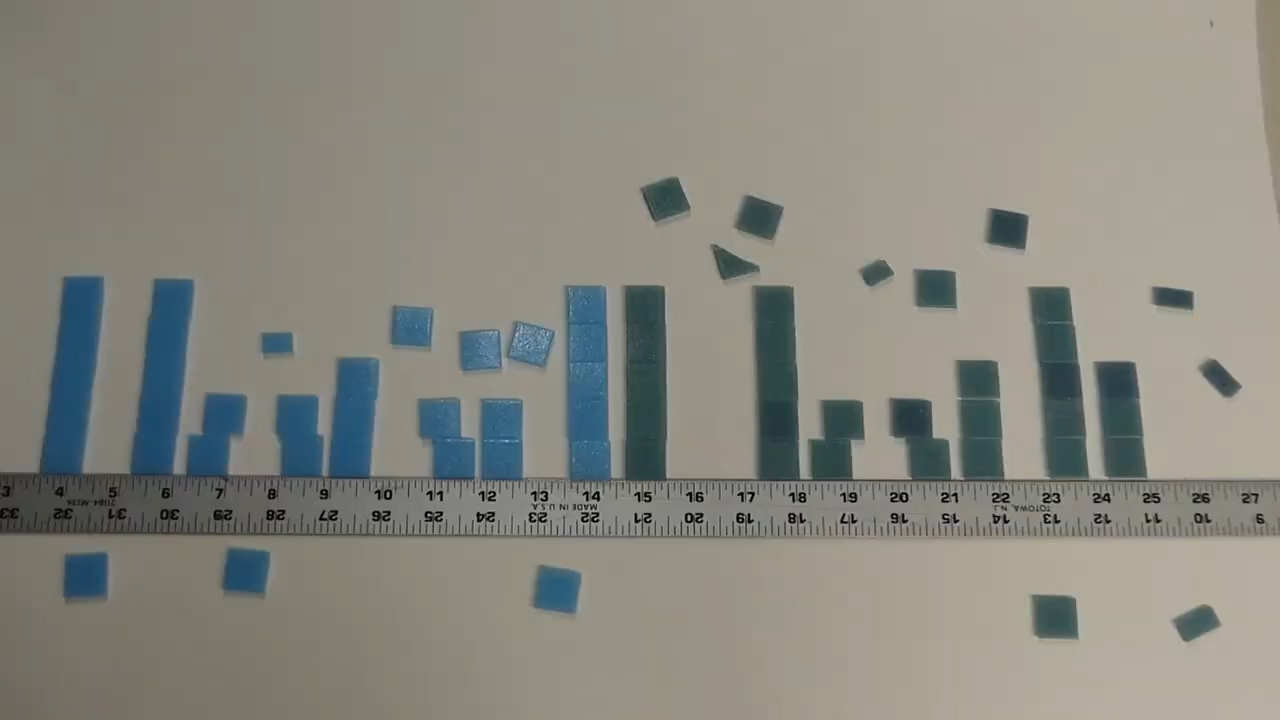 3 4 5 6 7 8 9 10 11 12 13 14 15 16 17 18 19 20 21 22 23 24 25 26 27
MADE IN U.S.A. TOTOWA, N.J.
33 32 31 30 29 28 27 26 25 24 23 22 21 20 19 18 17 16 15 14 13 12 11 10 9